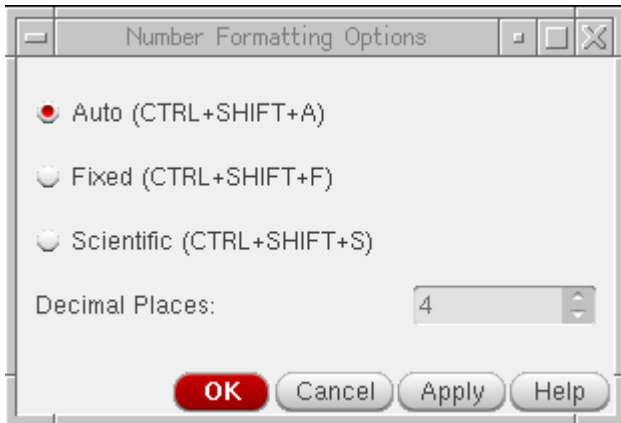 Number Formatting Options
Auto (CTRL+SHIFT+A)
Fixed (CTRL+SHIFT+F)
Scientific (CTRL+SHIFT+S)
Decimal Places: 4
OK Cancel Apply Help